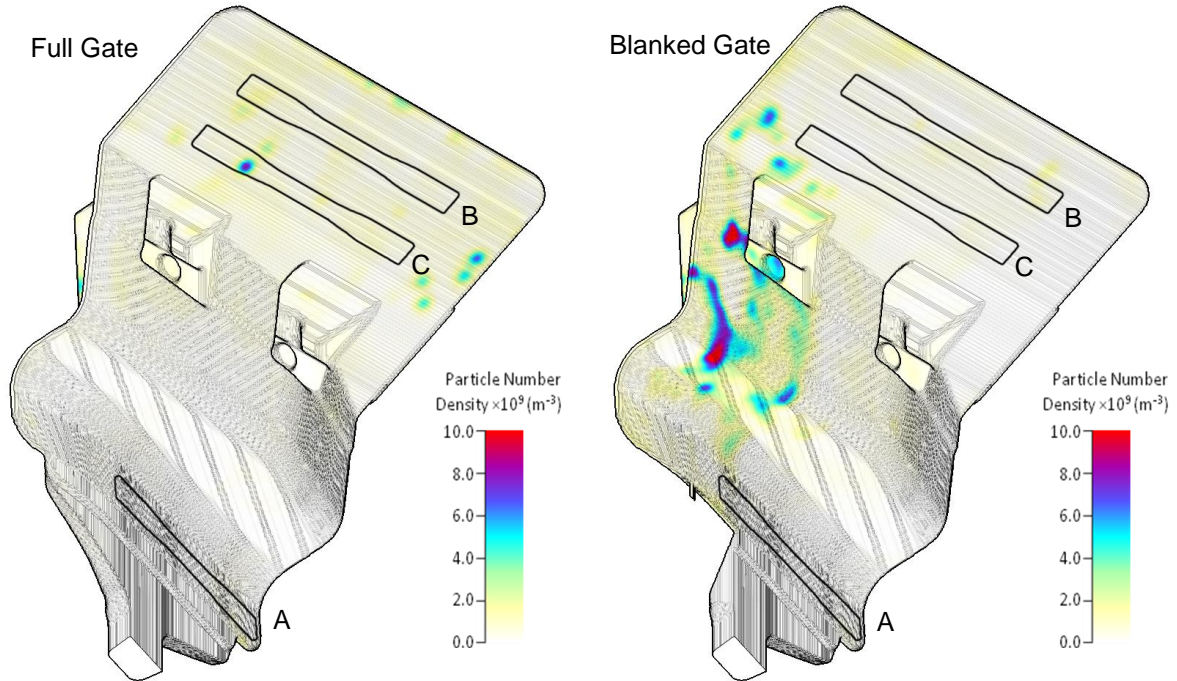 Full Gate
B
C
Particle Number
Density ×10⁹ (m⁻³)
10.0
8.0
6.0
4.0
2.0
0.0
A
Blanked Gate
B
C
Particle Number
Density ×10⁹ (m⁻³)
10.0
8.0
6.0
4.0
2.0
0.0
A